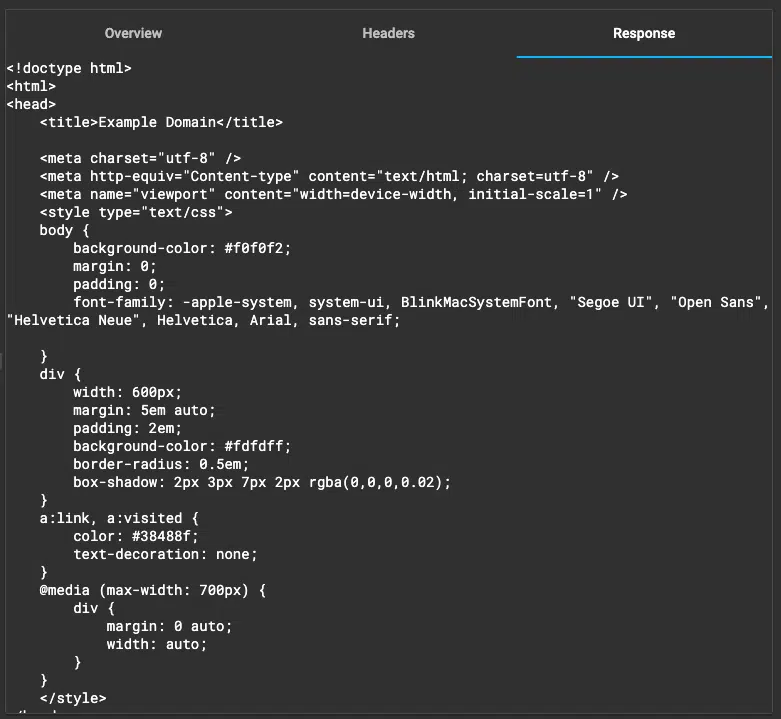 Overview Headers Response
<!doctype html>
<html>
<head>
    <title>Example Domain</title>

    <meta charset="utf-8" />
    <meta http-equiv="Content-type" content="text/html; charset=utf-8" />
    <meta name="viewport" content="width=device-width, initial-scale=1" />
    <style type="text/css">
    body {
        background-color: #f0f0f2;
        margin: 0;
        padding: 0;
        font-family: -apple-system, system-ui, BlinkMacSystemFont, "Segoe UI", "Open Sans",
"Helvetica Neue", Helvetica, Arial, sans-serif;

    }
    div {
        width: 600px;
        margin: 5em auto;
        padding: 2em;
        background-color: #fdfdff;
        border-radius: 0.5em;
        box-shadow: 2px 3px 7px 2px rgba(0,0,0,0.02);
    }
    a:link, a:visited {
        color: #38488f;
        text-decoration: none;
    }
    @media (max-width: 700px) {
        div {
            margin: 0 auto;
            width: auto;
        }
    }
    </style>